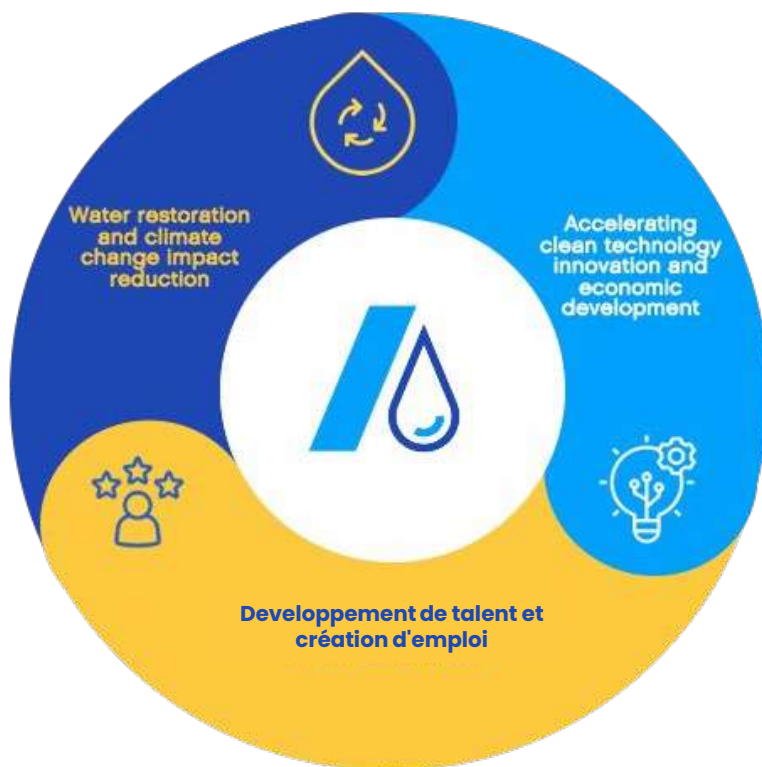 Water restoration
and climate
change impact
reduction
Accelerating
clean technology
innovation and
economic
development
Developpement de talent et
création d'emploi